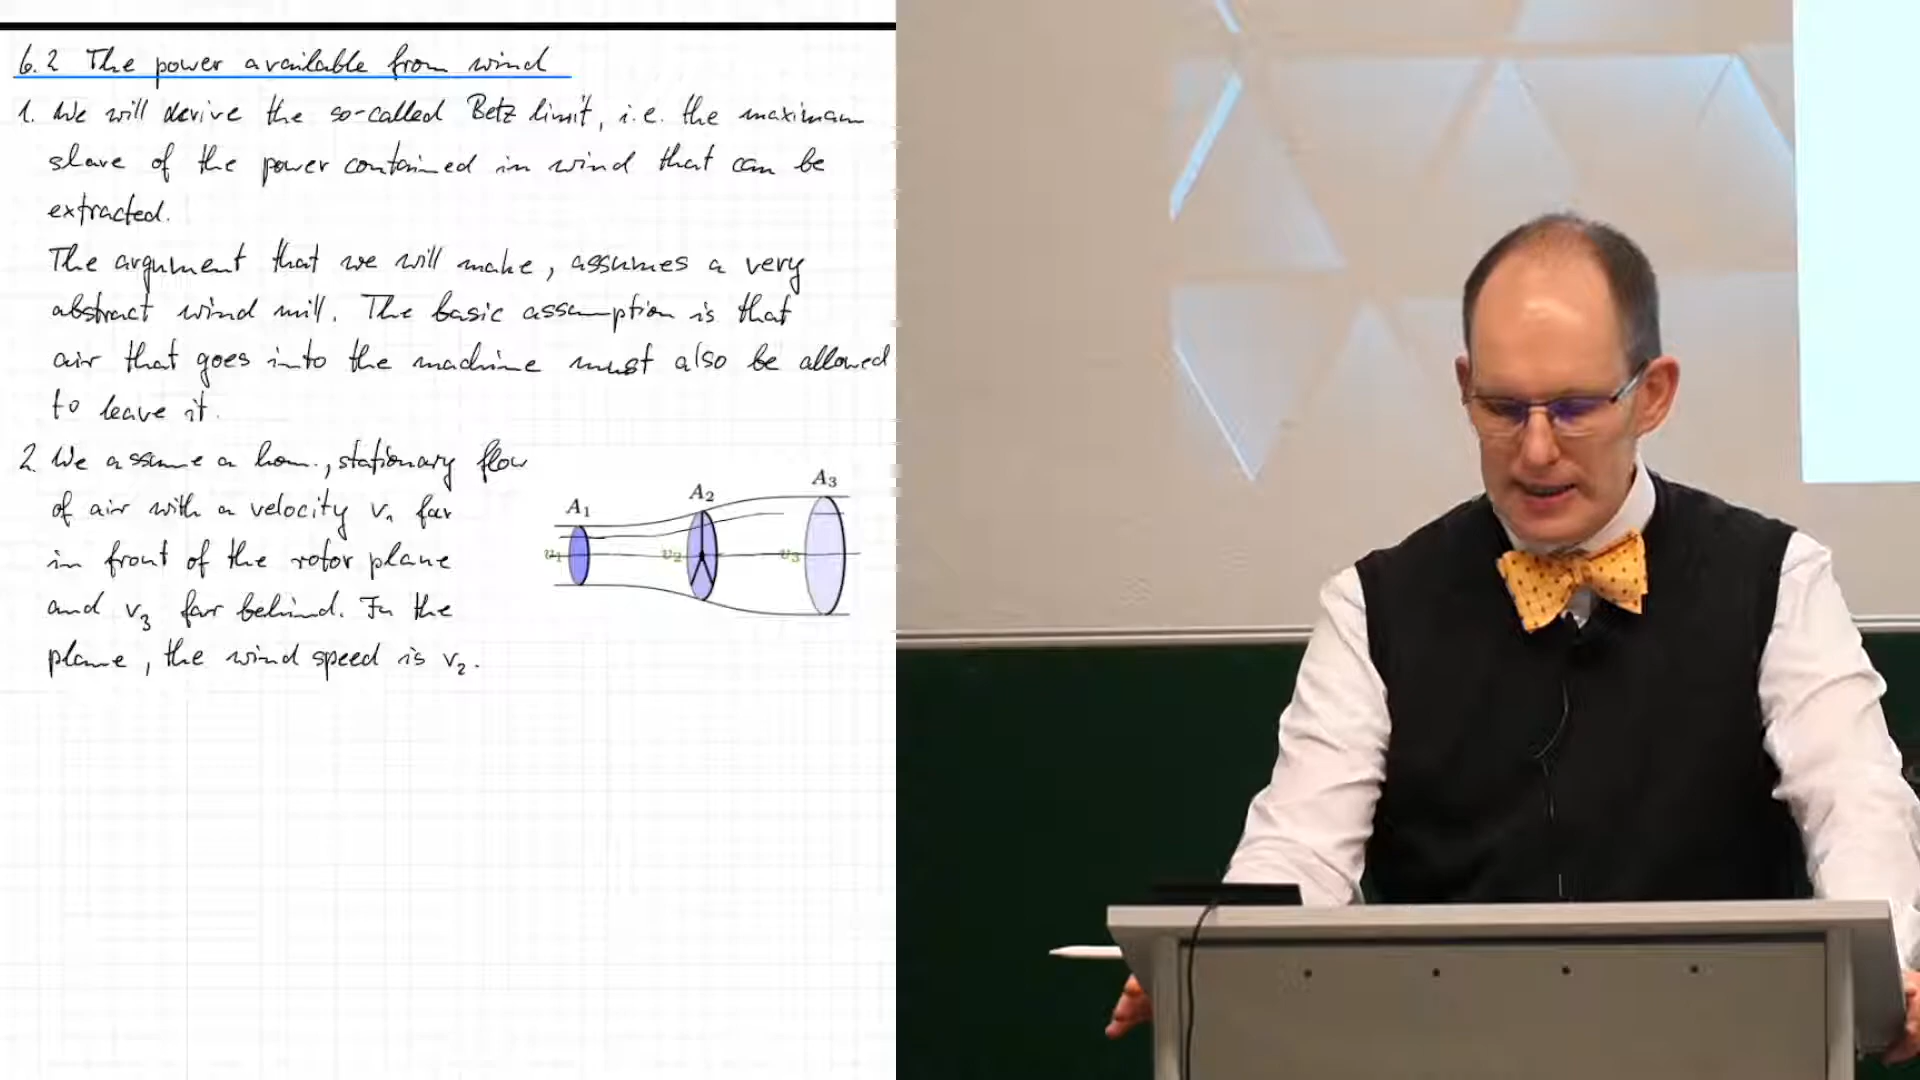 6.2 The power available from wind
1. We will derive the so-called Betz limit, i.e. the maximum
share of the power contained in wind that can be
extracted.
The argument that we will make, assumes a very
abstract wind mill. The basic assumption is that
air that goes into the machine must also be allowed
to leave it.
2. We assume a hom., stationary flow
of air with a velocity v₁ far
in front of the rotor plane
and v₃ far behind. In the
plane, the wind speed is v₂.
A₁ A₂ A₃
v₁ v₂ v₃